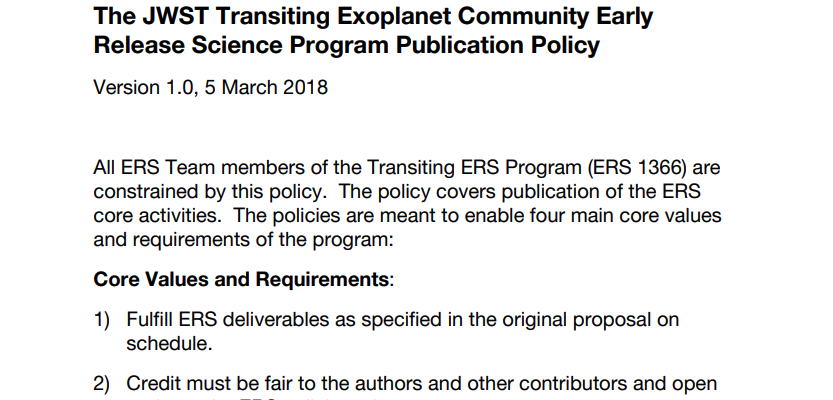 The JWST Transiting Exoplanet Community Early
Release Science Program Publication Policy
Version 1.0, 5 March 2018
All ERS Team members of the Transiting ERS Program (ERS 1366) are
constrained by this policy.  The policy covers publication of the ERS
core activities.  The policies are meant to enable four main core values
and requirements of the program:
Core Values and Requirements:
1) Fulfill ERS deliverables as specified in the original proposal on
schedule.
2) Credit must be fair to the authors and other contributors and open